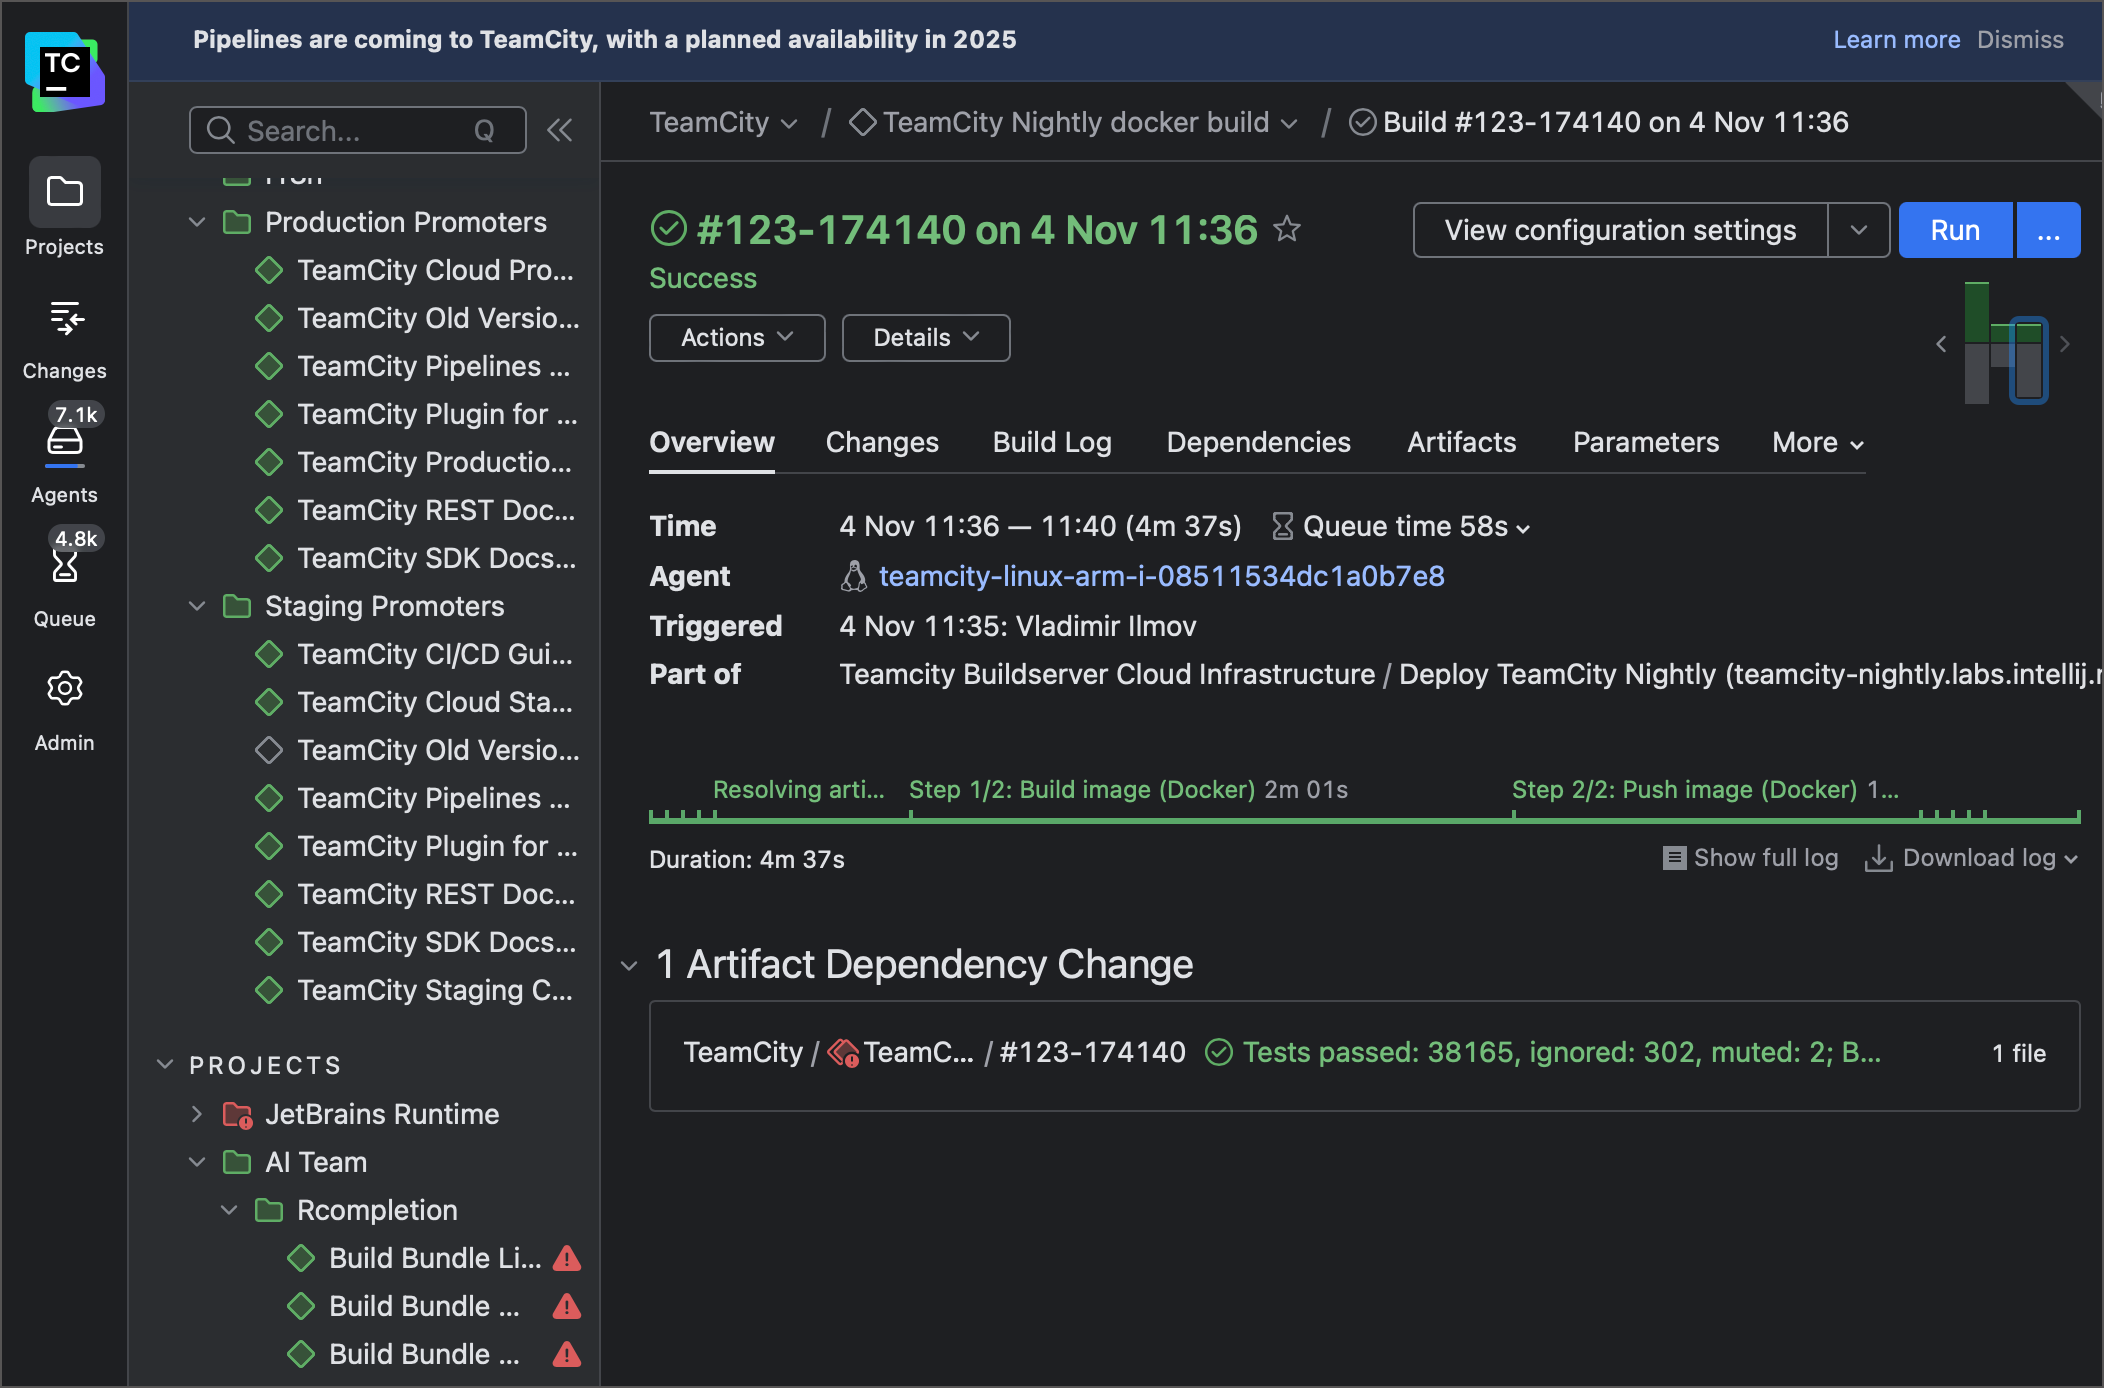 Pipelines are coming to TeamCity, with a planned availability in 2025
Learn more Dismiss
TC
Projects
Changes
7.1k
Agents
4.8k
Queue
Admin
Search... Q
Production Promoters
TeamCity Cloud Pro...
TeamCity Old Versio...
TeamCity Pipelines ...
TeamCity Plugin for ...
TeamCity Productio...
TeamCity REST Doc...
TeamCity SDK Docs...
Staging Promoters
TeamCity CI/CD Gui...
TeamCity Cloud Sta...
TeamCity Old Versio...
TeamCity Pipelines ...
TeamCity Plugin for ...
TeamCity REST Doc...
TeamCity SDK Docs...
TeamCity Staging C...
PROJECTS
JetBrains Runtime
AI Team
Rcompletion
Build Bundle Li...
Build Bundle ...
Build Bundle ...
TeamCity / TeamCity Nightly docker build / Build #123-174140 on 4 Nov 11:36
#123-174140 on 4 Nov 11:36
View configuration settings Run ...
Success
Actions Details
Overview Changes Build Log Dependencies Artifacts Parameters More
Time 4 Nov 11:36 — 11:40 (4m 37s) Queue time 58s
Agent teamcity-linux-arm-i-08511534dc1a0b7e8
Triggered 4 Nov 11:35: Vladimir Ilmov
Part of Teamcity Buildserver Cloud Infrastructure / Deploy TeamCity Nightly (teamcity-nightly.labs.intellij.
Resolving arti... Step 1/2: Build image (Docker) 2m 01s Step 2/2: Push image (Docker) 1...
Duration: 4m 37s Show full log Download log
1 Artifact Dependency Change
TeamCity / TeamC... / #123-174140 Tests passed: 38165, ignored: 302, muted: 2; B... 1 file